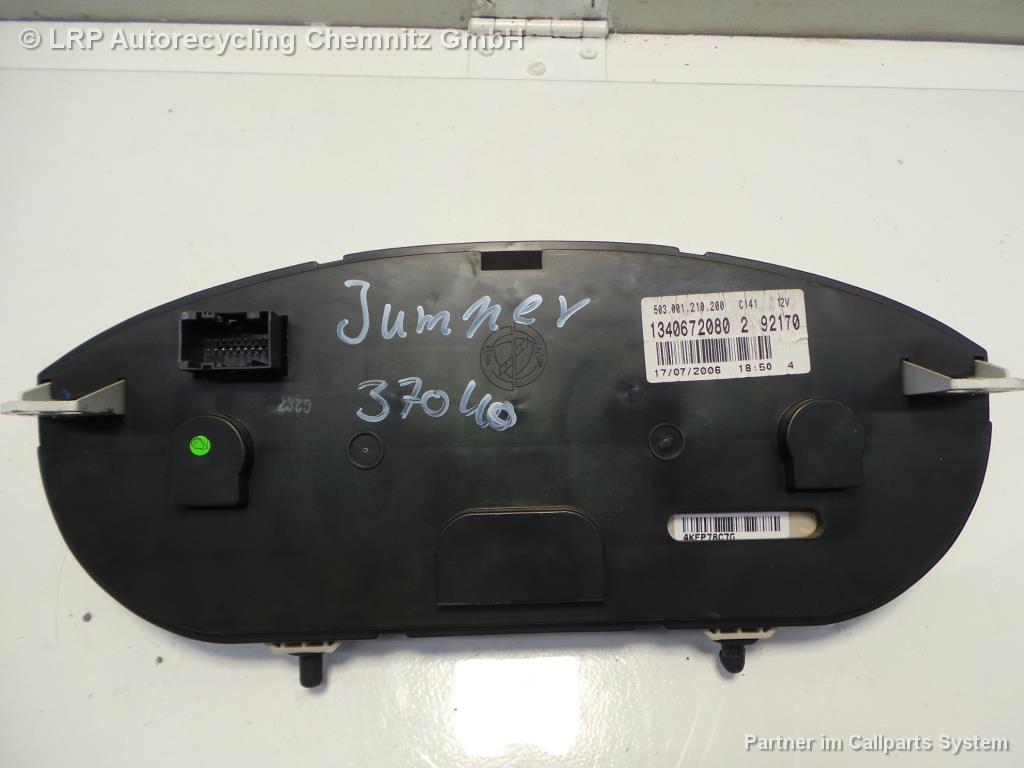 © LRP Autorecycling Chemnitz GmbH
Jumper
37040
503.001.210.200 C141 12V
1340672080 2 92170
17/07/2006 18:50 4
4KFP78C7G
Partner im Callparts System